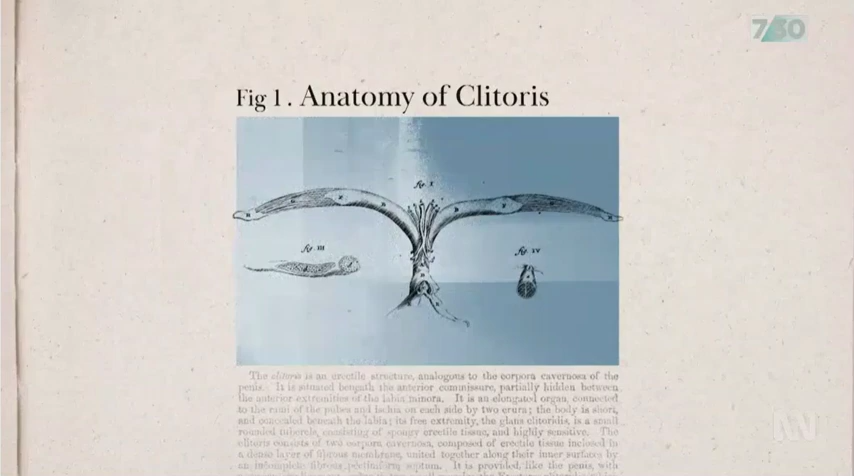 7.30
Fig 1. Anatomy of Clitoris
fig. I
fig. III
fig. IV
The clitoris is an erectile structure, analogous to the corpora cavernosa of the
penis. It is situated beneath the anterior commissure, partially hidden between
the anterior extremities of the labia minora. It is an elongated organ, connected
to the rami of the pubes and ischia on each side by two crura; the body is short,
and concealed beneath the labia; its free extremity, the glans clitoridis, is a small
rounded tubercle, consisting of spongy erectile tissue, and highly sensitive. The
clitoris consists of two corpora cavernosa, composed of erectile tissue inclosed in
a dense layer of fibrous membrane, united together along their inner surfaces by
an incomplete fibrous pectiniform septum. It is provided, like the penis, with